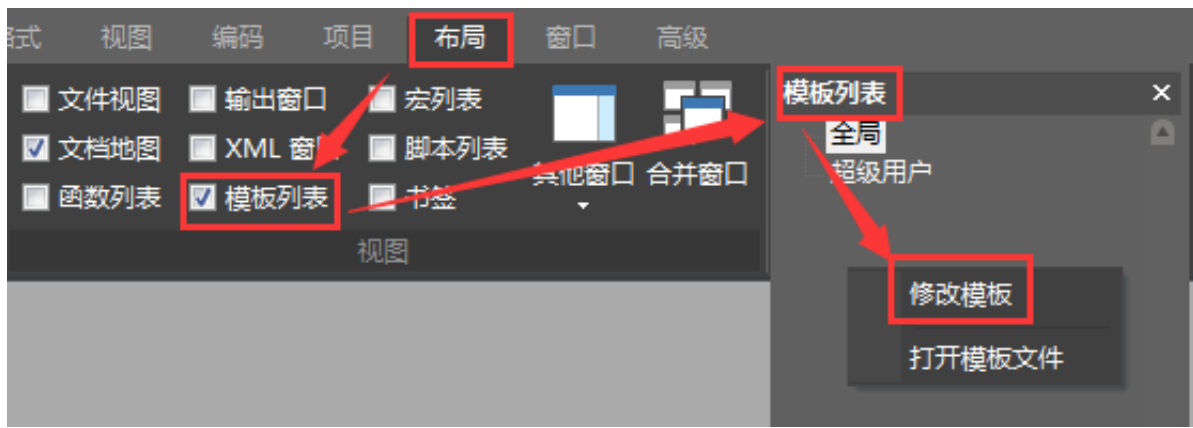 格式 视图 编码 项目 布局 窗口 高级
文件视图 输出窗口 宏列表
文档地图 XML 窗口 脚本列表
函数列表 模板列表 书签
其他窗口 合并窗口
视图
模板列表
全局
超级用户
修改模板
打开模板文件